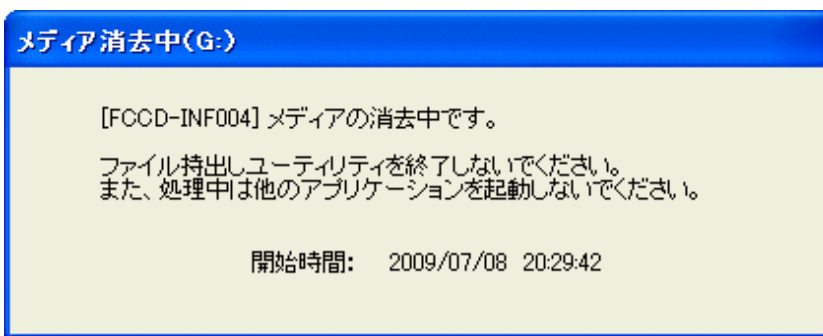 メディア消去中(G:)
[FCCD-INF004] メディアの消去中です。
ファイル持出しユーティリティを終了しないでください。
また、処理中は他のアプリケーションを起動しないでください。
開始時間: 2009/07/08 20:29:42